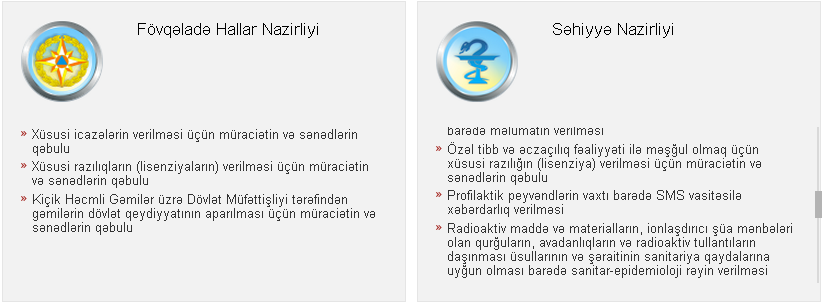 Fövqəladə Hallar Nazirliyi
» Xüsusi icazələrin verilməsi üçün müraciətin və sənədlərin
qəbulu
» Xüsusi razılıqların (lisenziyaların) verilməsi üçün müraciətin
və sənədlərin qəbulu
» Kiçik Həcmli Gəmilər üzrə Dövlət Müfəttişliyi tərəfindən
gəmilərin dövlət qeydiyyatının aparılması üçün müraciətin və
sənədlərin qəbulu
Səhiyyə Nazirliyi
barədə məlumatın verilməsi
» Özəl tibb və əczaçılıq fəaliyyəti ilə məşğul olmaq üçün
xüsusi razılığın (lisenziya) verilməsi üçün müraciətin və
sənədlərin qəbulu
» Profilaktik peyvəndlərin vaxtı barədə SMS vasitəsilə
xəbərdarlıq verilməsi
» Radioaktiv maddə və materialların, ionlaşdırıcı şüa mənbələri
olan qurğuların, avadanlıqların və radioaktiv tullantıların
daşınması üsullarının və şəraitinin sanitariya qaydalarına
uyğun olması barədə sanitar-epidemioloji rəyin verilməsi